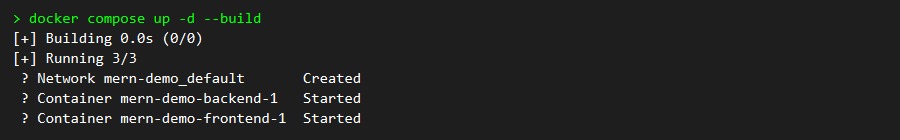 > docker compose up -d --build
[+] Building 0.0s (0/0)
[+] Running 3/3
? Network mern-demo_default Created
? Container mern-demo-backend-1 Started
? Container mern-demo-frontend-1 Started